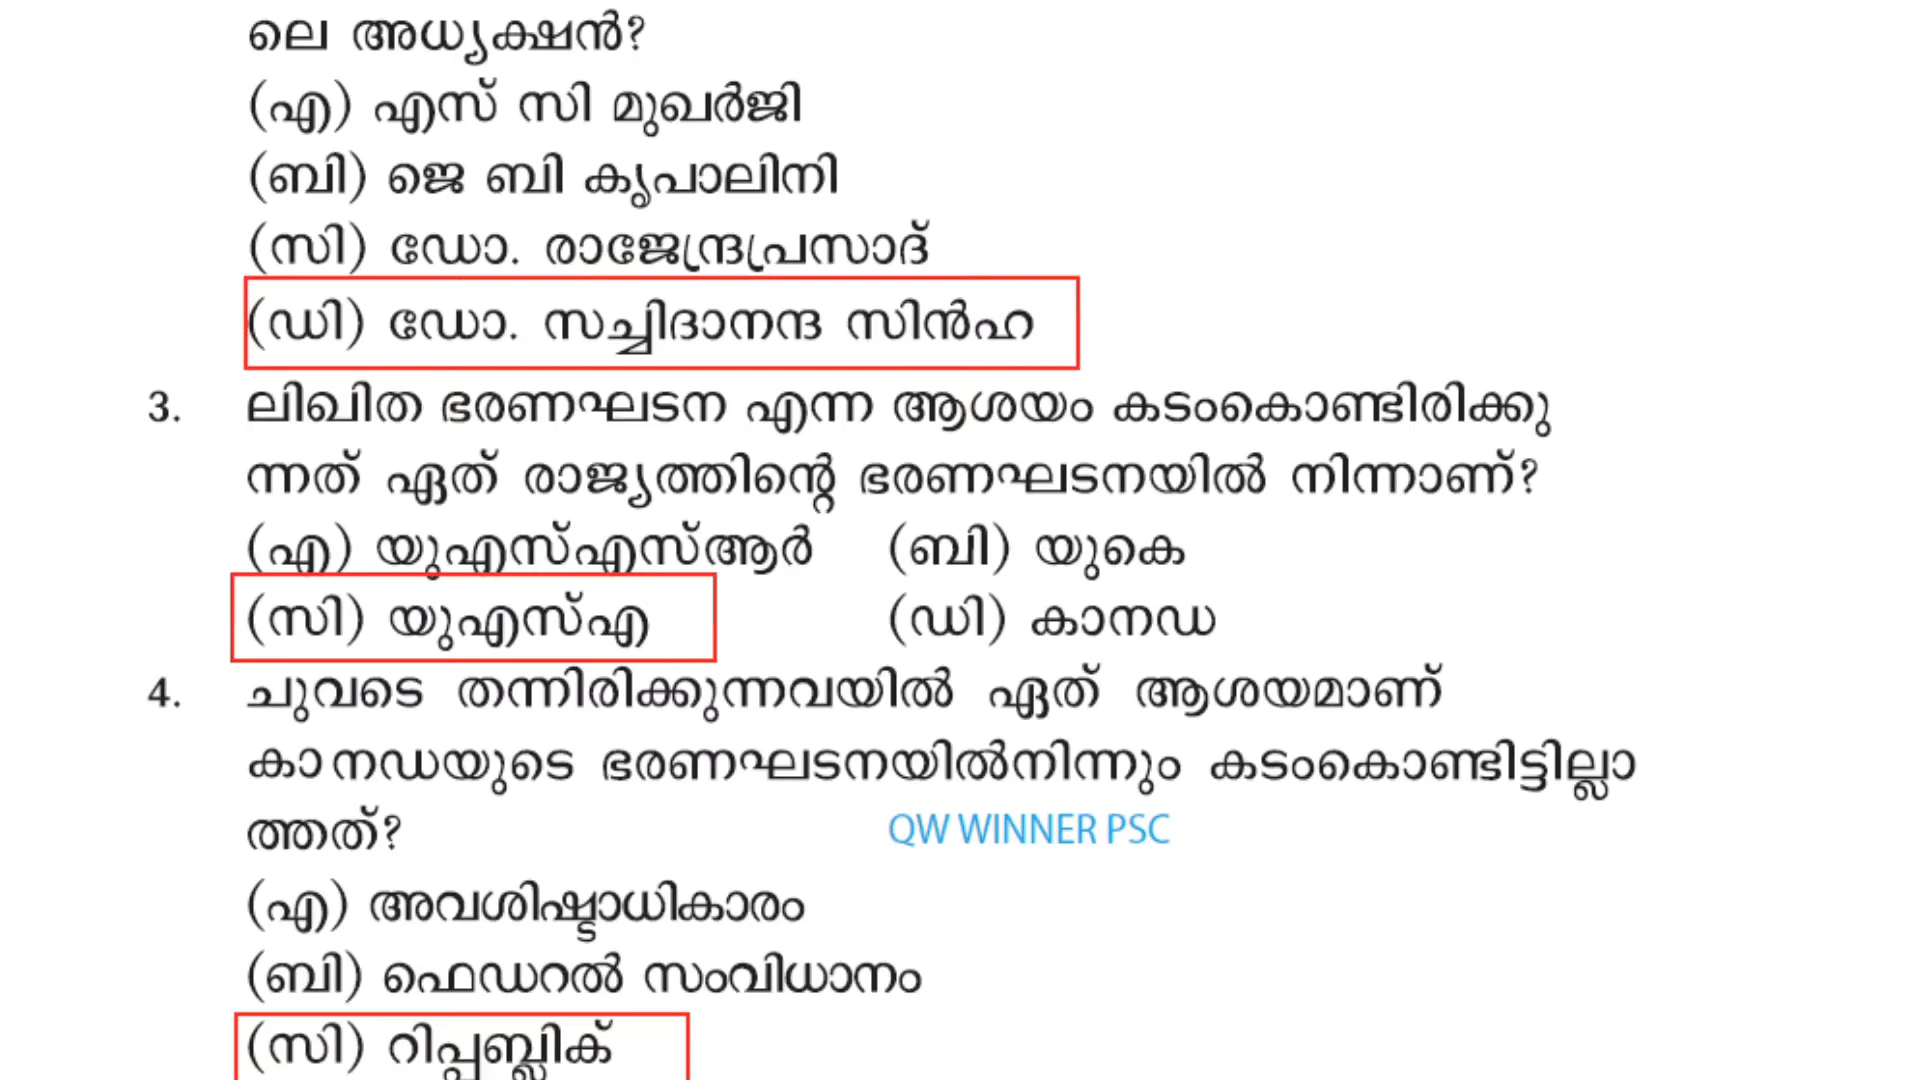 ലെ അധ്യക്ഷൻ?
(എ) എസ് സി മുഖർജി
(ബി) ജെ ബി കൃപാലിനി
(സി) ഡോ. രാജേന്ദ്രപ്രസാദ്
(ഡി) ഡോ. സച്ചിദാനന്ദ സിൻഹ
3. ലിഖിത ഭരണഘടന എന്ന ആശയം കടംകൊണ്ടിരിക്കു
ന്നത് ഏത് രാജ്യത്തിന്റെ ഭരണഘടനയിൽ നിന്നാണ്?
(എ) യുഎസ്എസ്ആർ (ബി) യുകെ
(സി) യുഎസ്എ (ഡി) കാനഡ
4. ചുവടെ തന്നിരിക്കുന്നവയിൽ ഏത് ആശയമാണ്
കാനഡയുടെ ഭരണഘടനയിൽനിന്നും കടംകൊണ്ടിട്ടില്ലാ
ത്തത്?
QW WINNER PSC
(എ) അവശിഷ്ടാധികാരം
(ബി) ഫെഡറൽ സംവിധാനം
(സി) റിപ്പബ്ലിക്